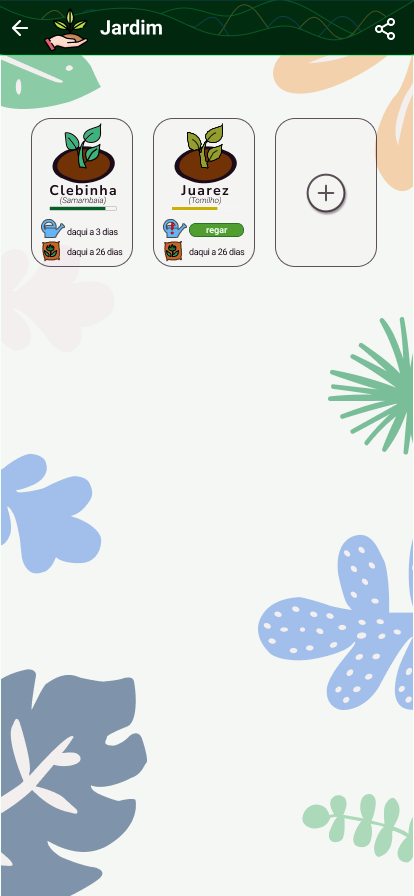 Jardim
Clebinha
(Samambaia)
daqui a 3 dias
daqui a 26 dias
Juarez
(Tomilho)
regar
daqui a 26 dias